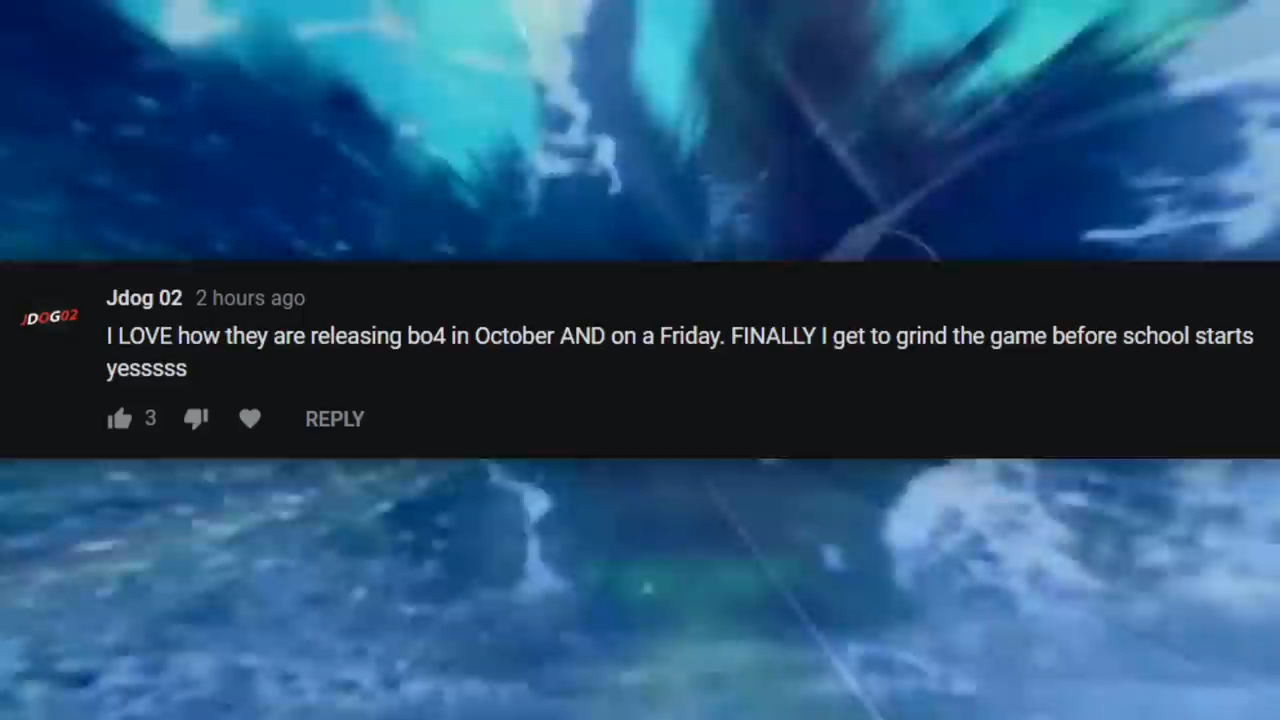 Jdog 02 2 hours ago
JDOG02
I LOVE how they are releasing bo4 in October AND on a Friday. FINALLY I get to grind the game before school starts
yesssss
3 REPLY